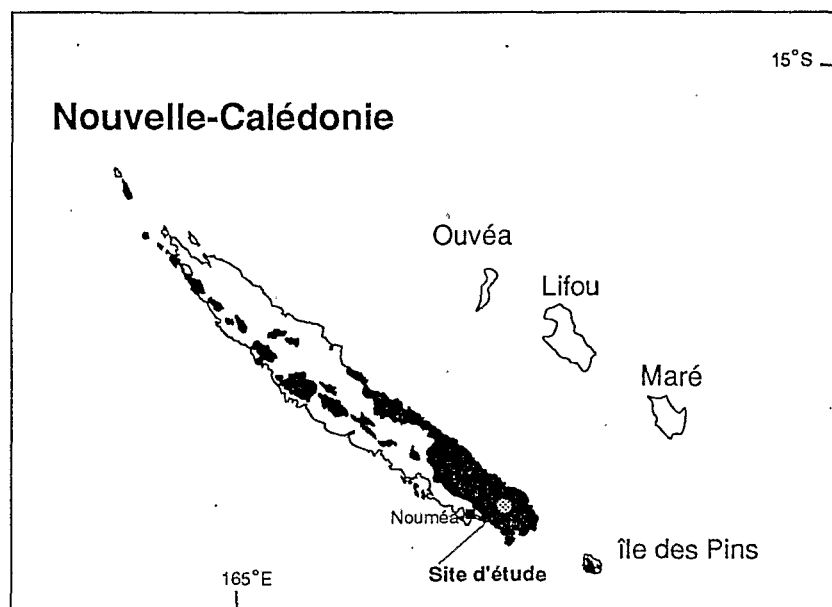 15°S
Nouvelle-Calédonie
Ouvéa
Lifou
Maré
Nouméa
île des Pins
Site d'étude
165°E